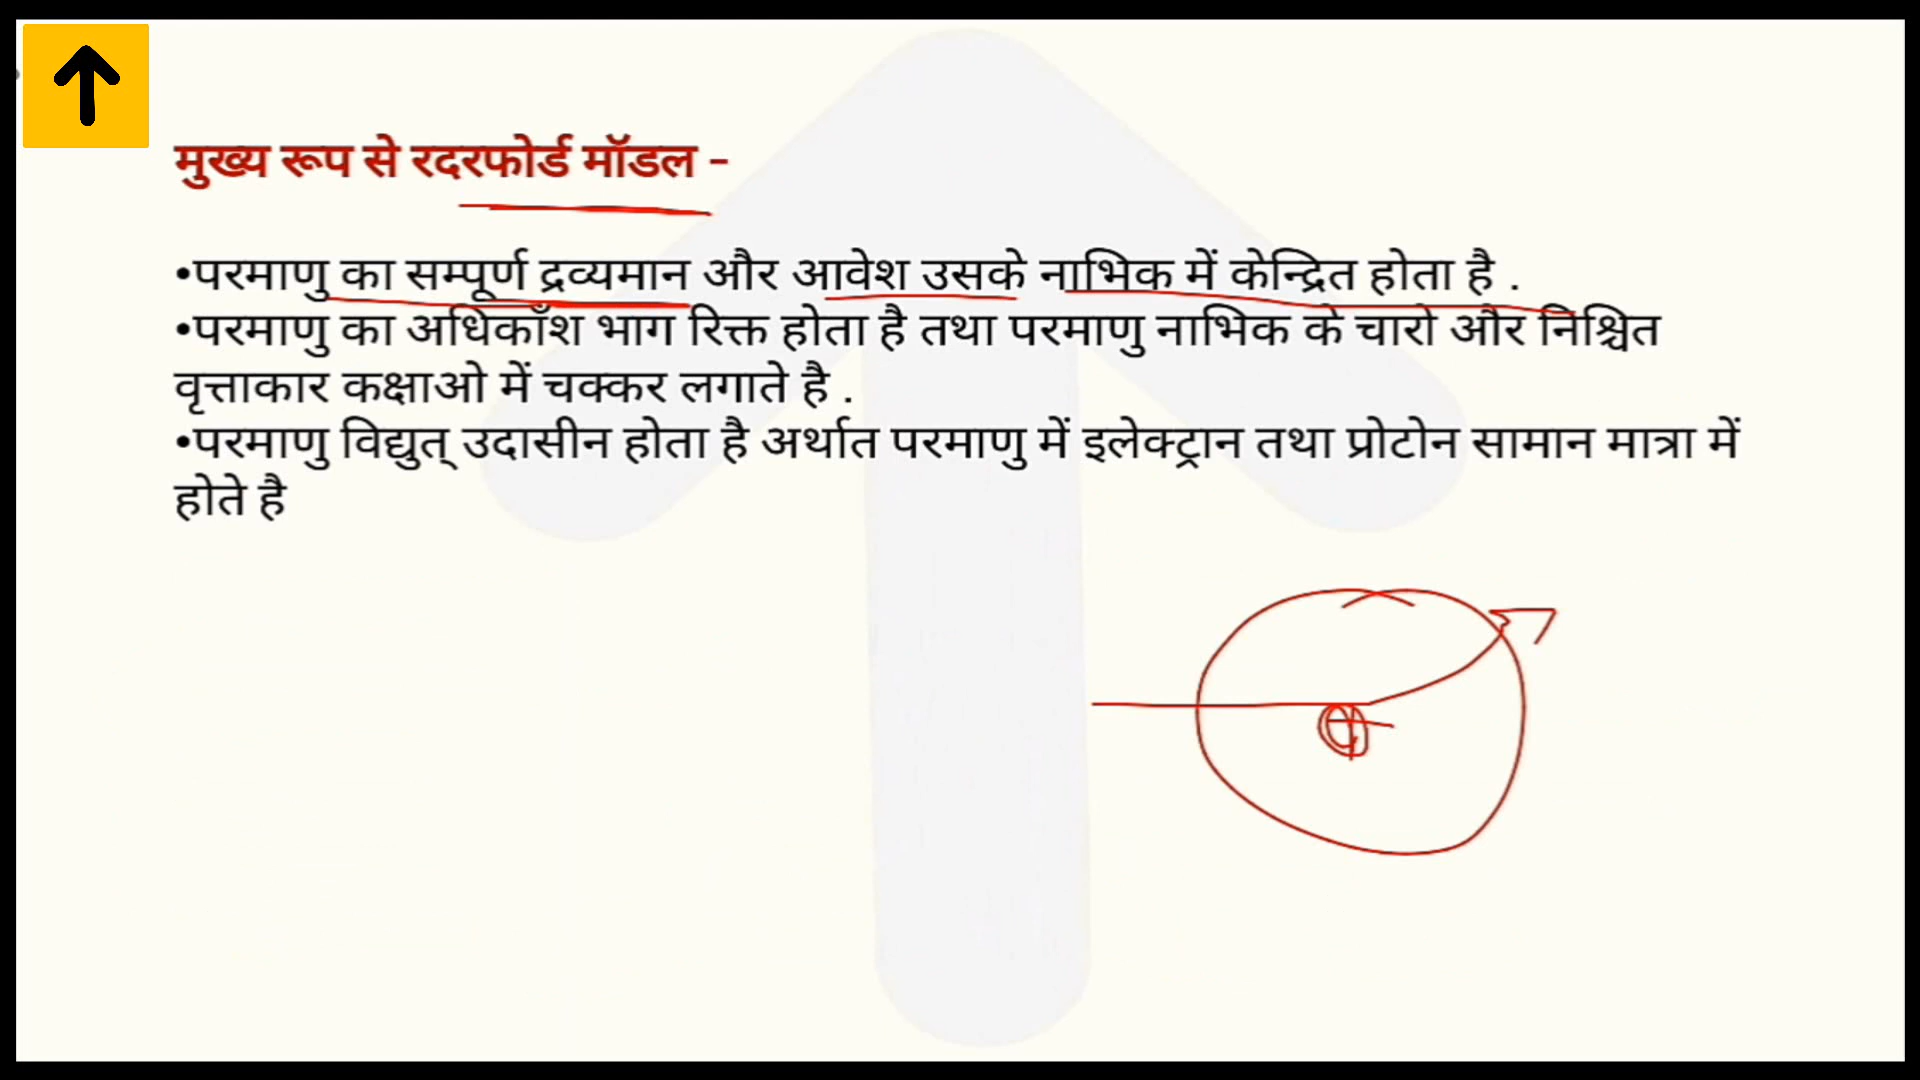 मुख्य रूप से रदरफोर्ड मॉडल -
•परमाणु का सम्पूर्ण द्रव्यमान और आवेश उसके नाभिक में केन्द्रित होता है .
•परमाणु का अधिकाँश भाग रिक्त होता है तथा परमाणु नाभिक के चारो और निश्चित
वृत्ताकार कक्षाओ में चक्कर लगाते है .
•परमाणु विद्युत् उदासीन होता है अर्थात परमाणु में इलेक्ट्रान तथा प्रोटोन सामान मात्रा में
होते है